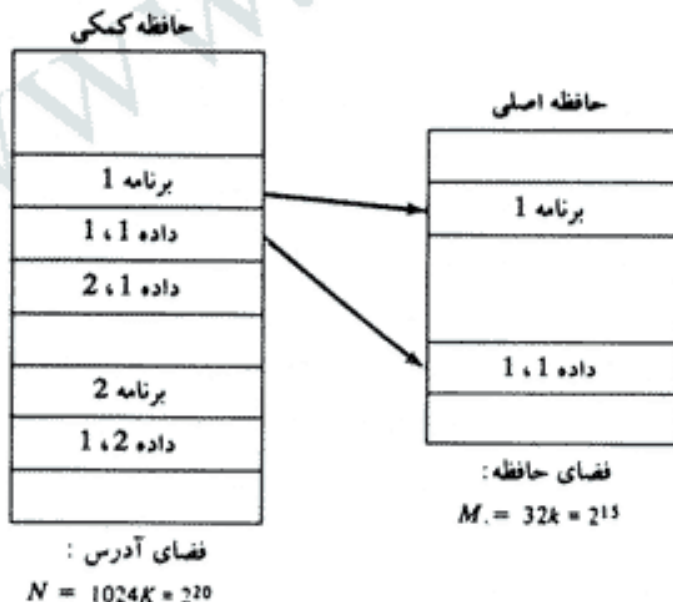 حافظه کمکی
برنامه 1
داده 1 ، 1
داده 1 ، 2
برنامه 2
داده 2 ، 1
فضای آدرس :
N = 1024K = 2²⁰
حافظه اصلی
برنامه 1
داده 1 ، 1
فضای حافظه :
M . = 32k = 2¹⁵
www.